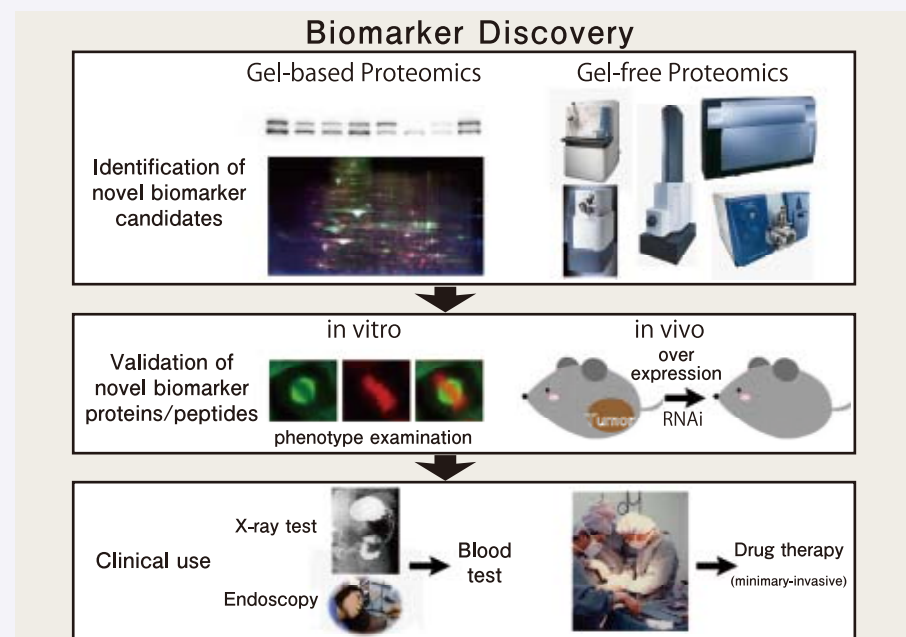 Biomarker Discovery
Gel-based Proteomics
Gel-free Proteomics
Identification of
novel biomarker
candidates
in vitro
in vivo
Validation of
novel biomarker
proteins/peptides
phenotype examination
Tumor
over
expression
RNAi
Clinical use
X-ray test
Endoscopy
Blood
test
Drug therapy
(minimary-invasive)